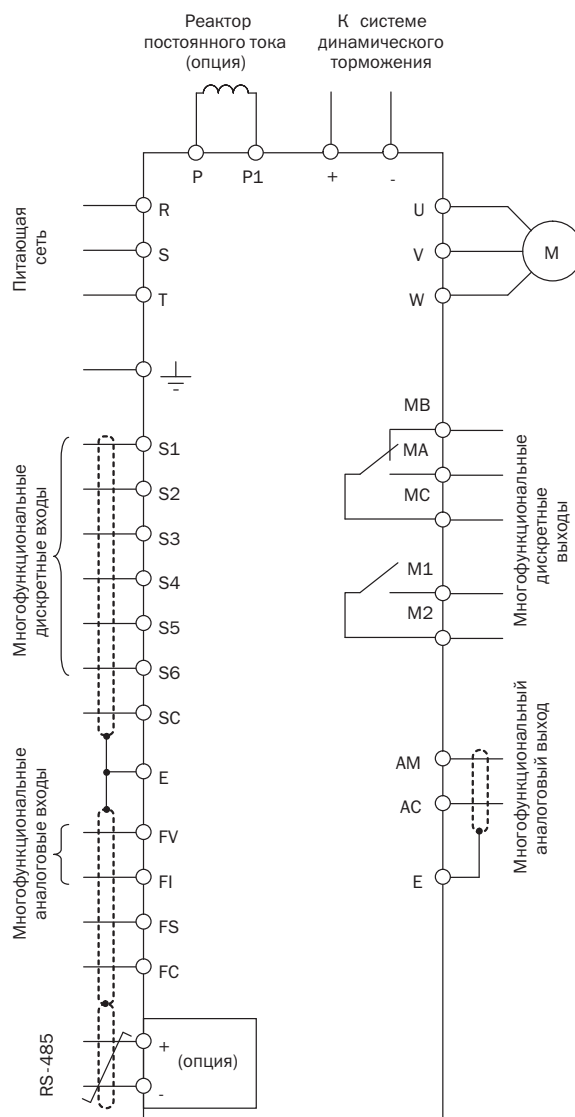 Реактор
постоянного тока
(опция)
К системе
динамического
торможения
P
P1
+
-
Питающая
сеть
R
S
T
U
V
W
M
Многофункциональные
дискретные входы
S1
S2
S3
S4
S5
S6
SC
E
MB
MA
MC
M1
M2
Многофункциональные
дискретные
выходы
Многофункциональные
аналоговые входы
FV
FI
FS
FC
AM
AC
E
Многофункциональный
аналоговый выход
RS-485
+
(опция)
-